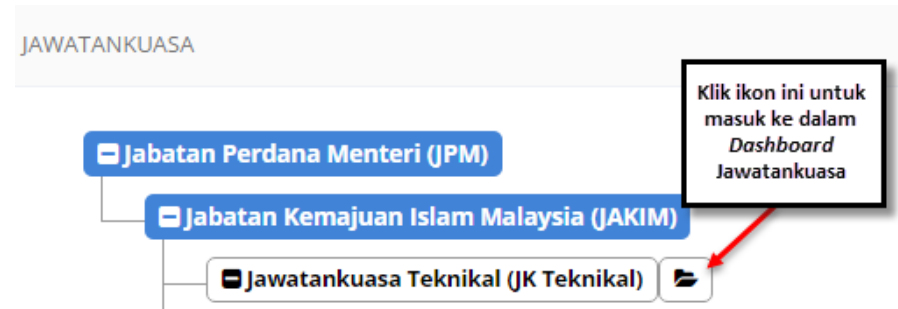 JAWATANKUASA
Klik ikon ini untuk
masuk ke dalam
Dashboard
Jawatankuasa
Jabatan Perdana Menteri (JPM)
Jabatan Kemajuan Islam Malaysia (JAKIM)
Jawatankuasa Teknikal (JK Teknikal)